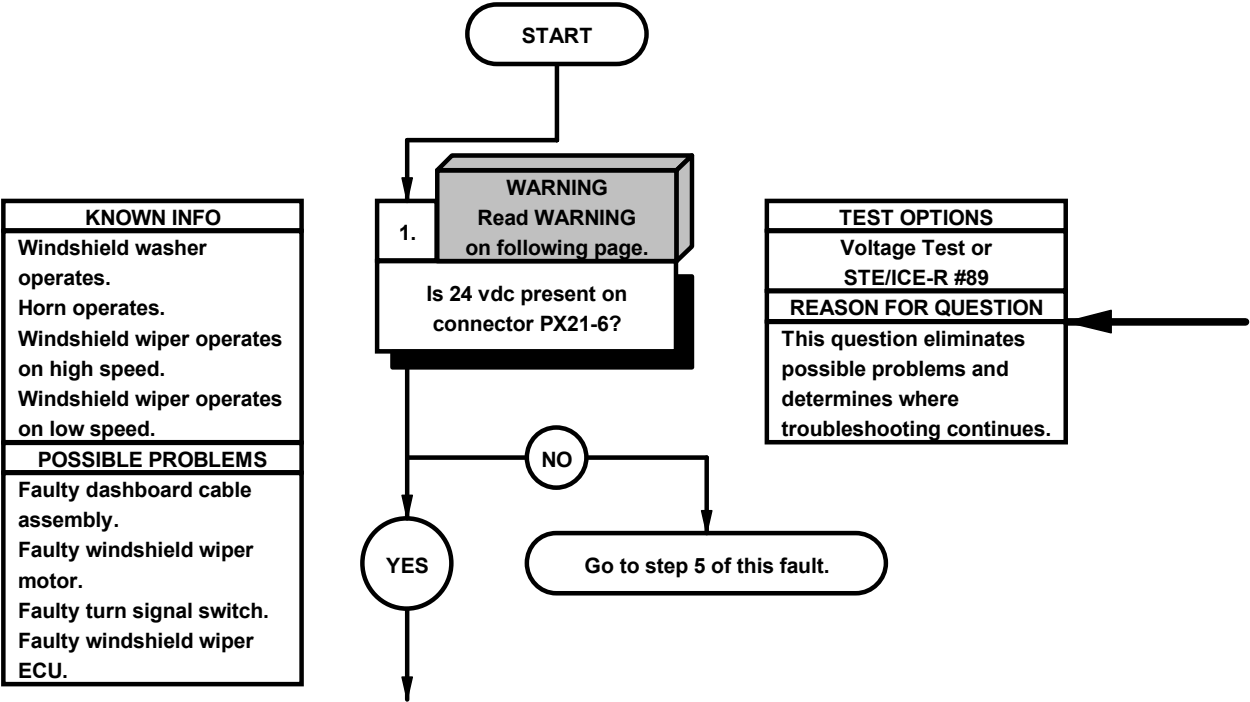 START
KNOWN INFO
Windshield washer
operates.
Horn operates.
Windshield wiper operates
on high speed.
Windshield wiper operates
on low speed.
POSSIBLE PROBLEMS
Faulty dashboard cable
assembly.
Faulty windshield wiper
motor.
Faulty turn signal switch.
Faulty windshield wiper
ECU.
1.
WARNING
Read WARNING
on following page.
Is 24 vdc present on
connector PX21-6?
NO
YES
Go to step 5 of this fault.
TEST OPTIONS
Voltage Test or
STE/ICE-R #89
REASON FOR QUESTION
This question eliminates
possible problems and
determines where
troubleshooting continues.